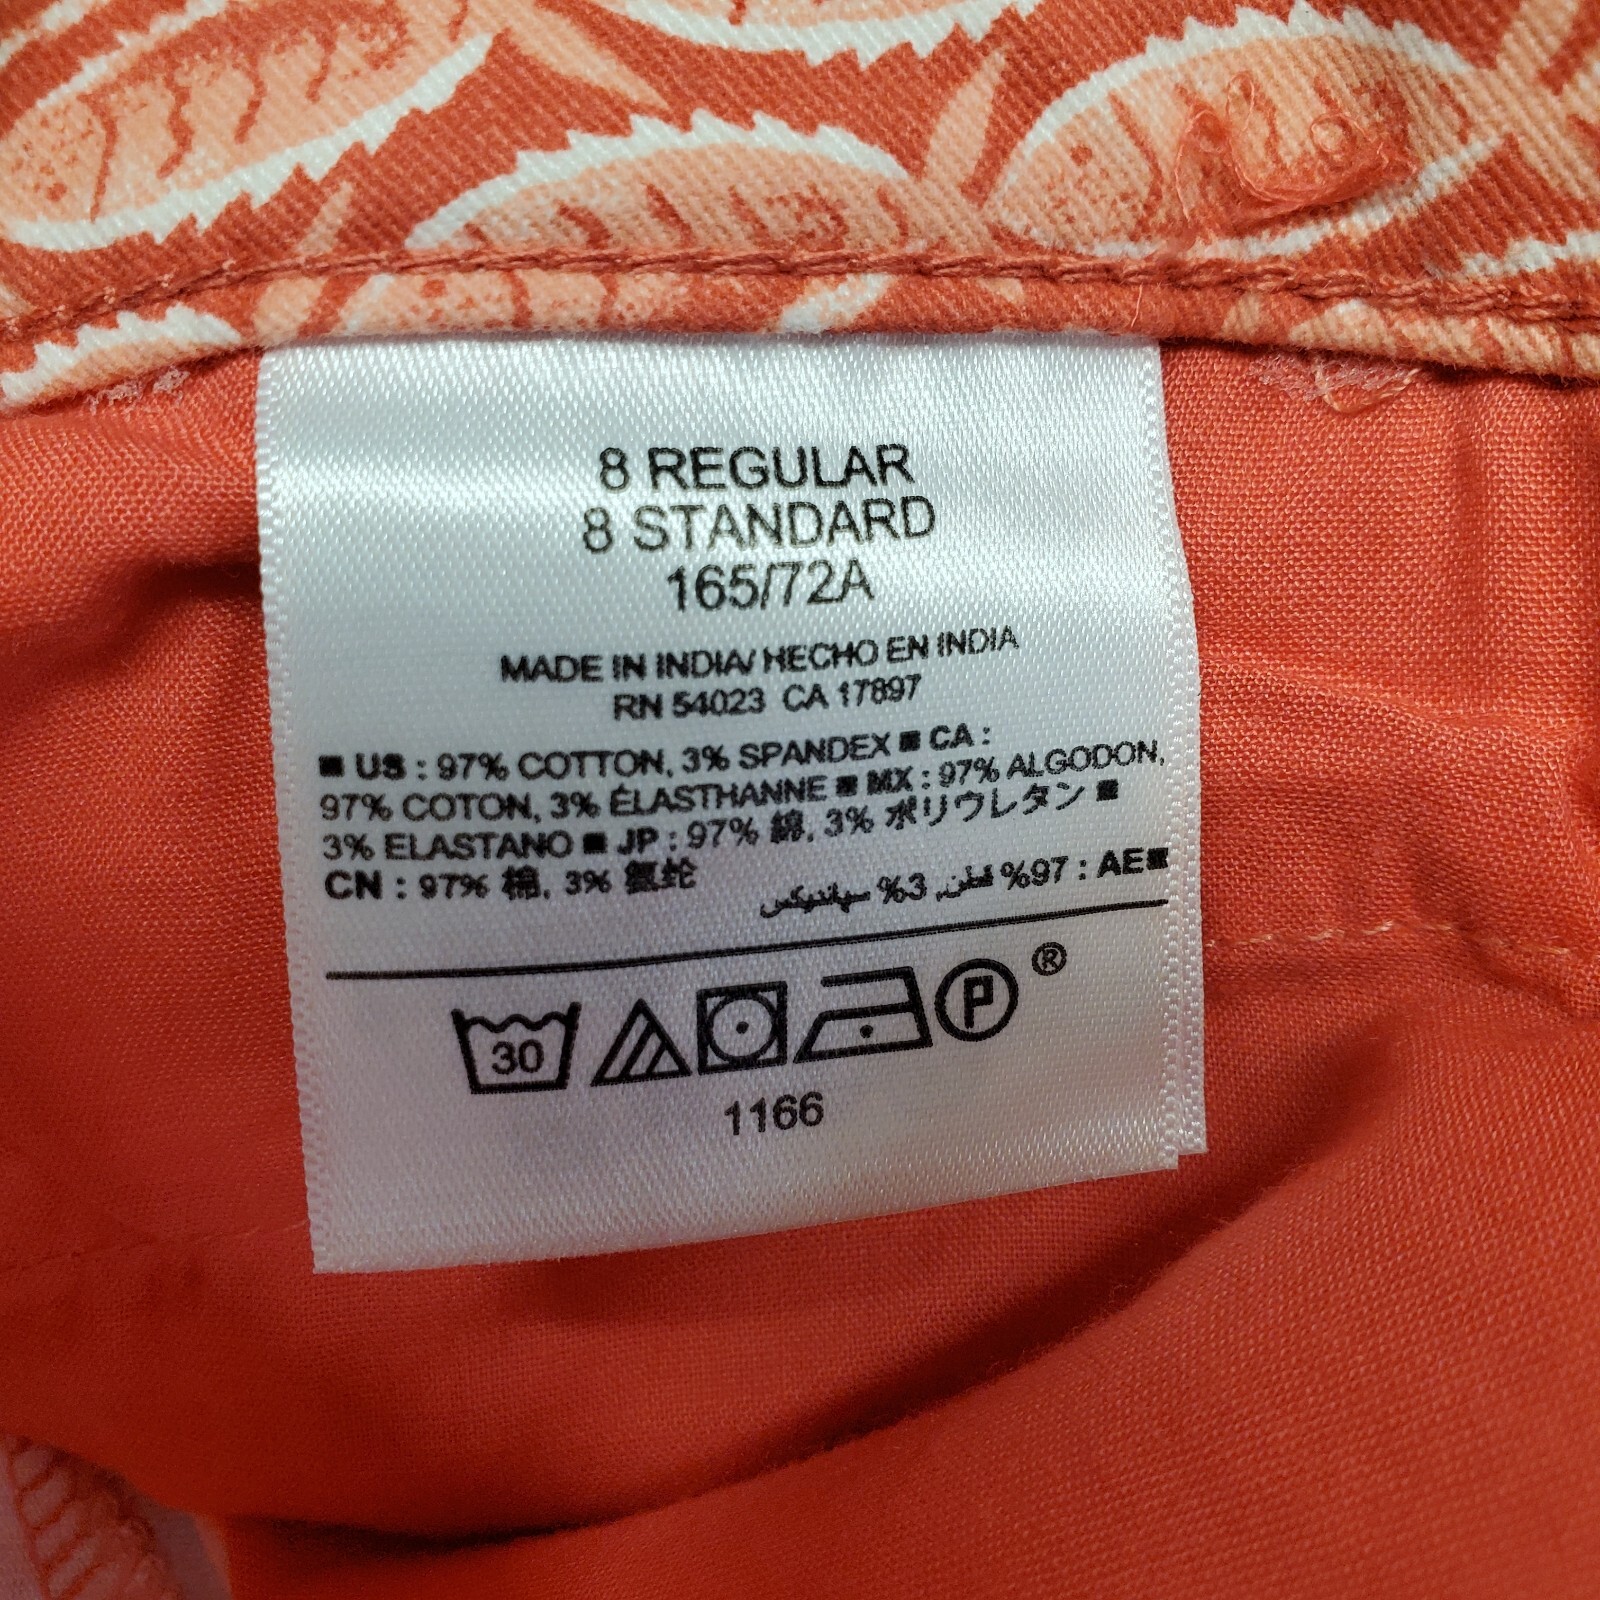 8 REGULAR
8 STANDARD
165/72A
MADE IN INDIA/ HECHO EN INDIA
RN 54023 CA 17897
■ US : 97% COTTON, 3% SPANDEX ■ CA :
97% COTON, 3% ÉLASTHANNE ■ MX : 97% ALGODON,
3% ELASTANO ■ JP : 97% 綿, 3% ポリウレタン ■
CN : 97% 棉, 3% 氨纶
■AE : 97% قطن, 3% سباندیکس
30 P ®
1166